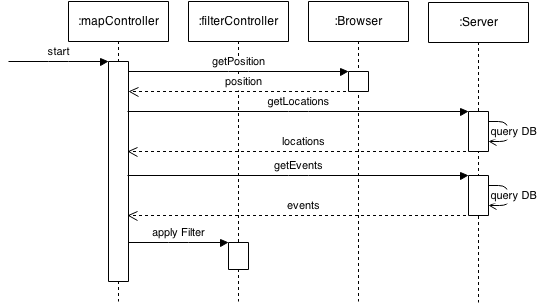 :mapController :filterController :Browser :Server
start
getPosition
position
getLocations
query DB
locations
getEvents
query DB
events
apply Filter